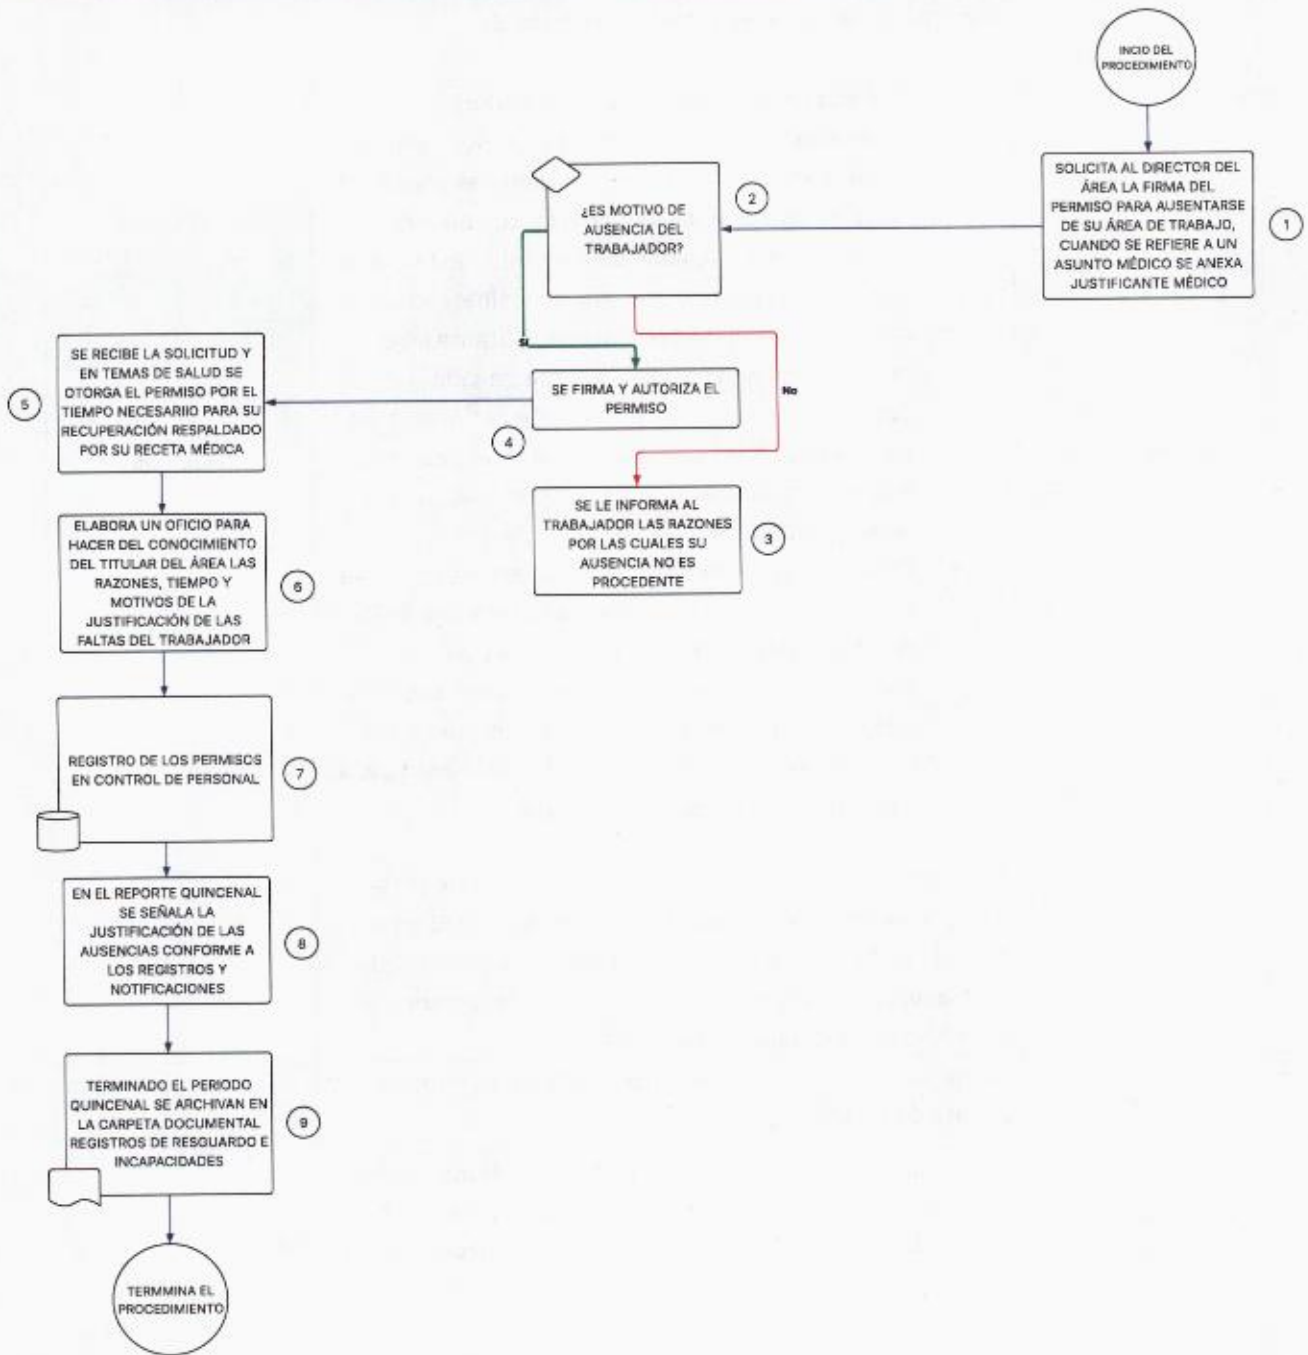 INCIO DEL
PROCEDIMIENTO
SOLICITA AL DIRECTOR DEL
ÁREA LA FIRMA DEL
PERMISO PARA AUSENTARSE
DE SU ÁREA DE TRABAJO,
CUANDO SE REFIERE A UN
ASUNTO MÉDICO SE ANEXA
JUSTIFICANTE MÉDICO
1
¿ES MOTIVO DE
AUSENCIA DEL
TRABAJADOR?
2
Si
No
SE LE INFORMA AL
TRABAJADOR LAS RAZONES
POR LAS CUALES SU
AUSENCIA NO ES
PROCEDENTE
3
SE FIRMA Y AUTORIZA EL
PERMISO
4
SE RECIBE LA SOLICITUD Y
EN TEMAS DE SALUD SE
OTORGA EL PERMISO POR EL
TIEMPO NECESARIIO PARA SU
RECUPERACIÓN RESPALDADO
POR SU RECETA MÉDICA
5
ELABORA UN OFICIO PARA
HACER DEL CONOCIMIENTO
DEL TITULAR DEL ÁREA LAS
RAZONES, TIEMPO Y
MOTIVOS DE LA
JUSTIFICACIÓN DE LAS
FALTAS DEL TRABAJADOR
6
REGISTRO DE LOS PERMISOS
EN CONTROL DE PERSONAL
7
EN EL REPORTE QUINCENAL
SE SEÑALA LA
JUSTIFICACIÓN DE LAS
AUSENCIAS CONFORME A
LOS REGISTROS Y
NOTIFICACIONES
8
TERMINADO EL PERIODO
QUINCENAL SE ARCHIVAN EN
LA CARPETA DOCUMENTAL
REGISTROS DE RESGUARDO E
INCAPACIDADES
9
TERMMINA EL
PROCEDIMIENTO